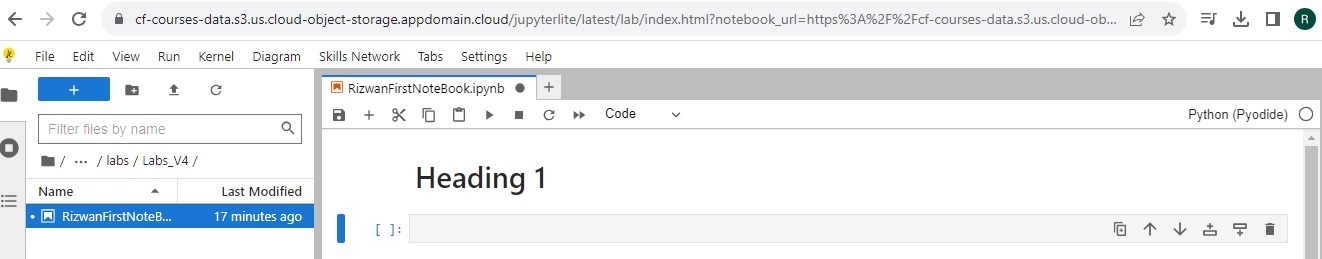 cf-courses-data.s3.us.cloud-object-storage.appdomain.cloud/jupyterlite/latest/lab/index.html?notebook_url=https%3A%2F%2Fcf-courses-data.s3.us.cloud-ob...
R
File Edit View Run Kernel Diagram Skills Network Tabs Settings Help
RizwanFirstNoteBook.ipynb
Code
Python (Pyodide)
Filter files by name
/ ... / labs / Labs_V4 /
Name Last Modified
RizwanFirstNoteB... 17 minutes ago
Heading 1
[ ]: